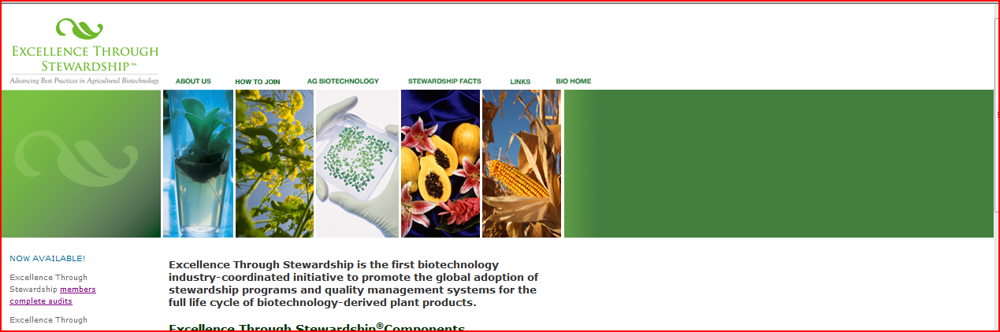 EXCELLENCE THROUGH
STEWARDSHIP℠
Advancing Best Practices in Agricultural Biotechnology
ABOUT US
HOW TO JOIN
AG BIOTECHNOLOGY
STEWARDSHIP FACTS
LINKS
BIO HOME
NOW AVAILABLE!
Excellence Through
Stewardship members
complete audits
Excellence Through
Excellence Through Stewardship is the first biotechnology
industry-coordinated initiative to promote the global adoption of
stewardship programs and quality management systems for the
full life cycle of biotechnology-derived plant products.
Excellence Through Stewardship®Components